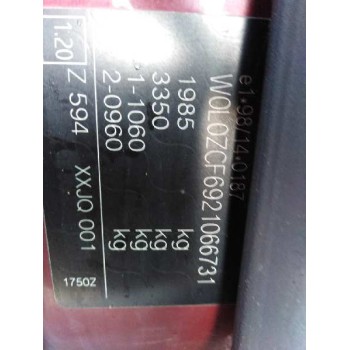 e1*98/14*0187
W0L0ZCF6921066731
1985 kg
3350 kg
1-1060 kg
2-0960 kg
1.20 Z 594 XXJQ 001
1750Z